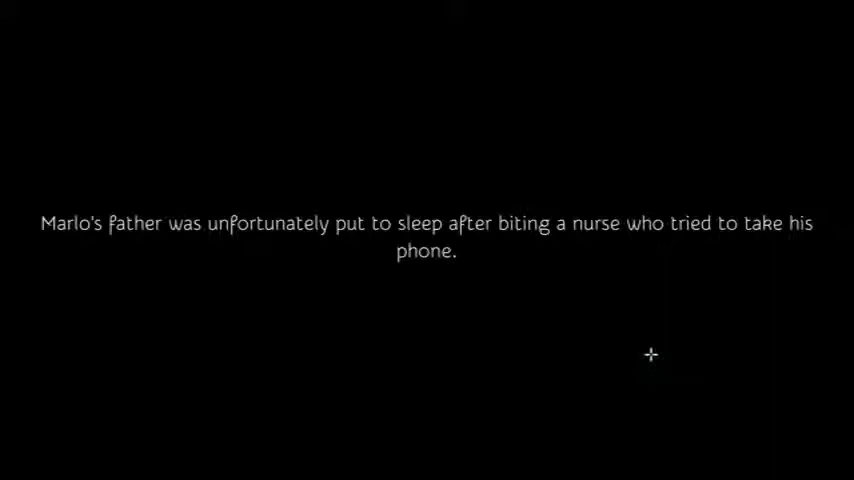 Marlo's father was unfortunately put to sleep after biting a nurse who tried to take his
phone.